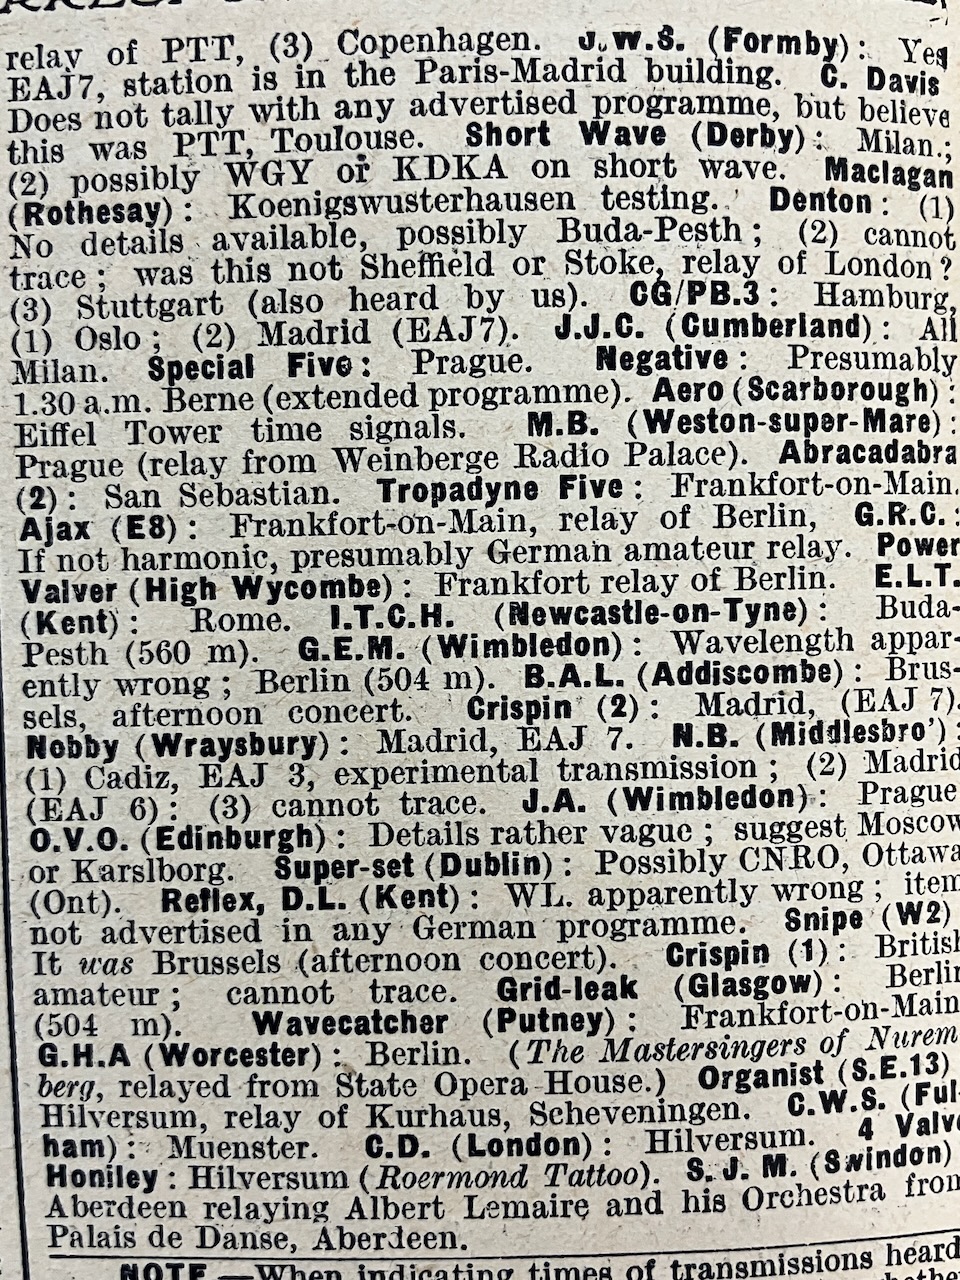 relay of PTT, (3) Copenhagen. J.W.S. (Formby): Yes
EAJ7, station is in the Paris-Madrid building. C. Davis
Does not tally with any advertised programme, but believe
this was PTT, Toulouse. Short Wave (Derby): Milan.;
(2) possibly WGY or KDKA on short wave. Maclagan
(Rothesay): Koenigswusterhausen testing. Denton: (1)
No details available, possibly Buda-Pesth; (2) cannot
trace; was this not Sheffield or Stoke, relay of London?
(3) Stuttgart (also heard by us). CG/PB.3: Hamburg,
(1) Oslo; (2) Madrid (EAJ7). J.J.C. (Cumberland): All
Milan. Special Five: Prague. Negative: Presumably
1.30 a.m. Berne (extended programme). Aero (Scarborough):
Eiffel Tower time signals. M.B. (Weston-super-Mare):
Prague (relay from Weinberge Radio Palace). Abracadabra
(2): San Sebastian. Tropadyne Five: Frankfort-on-Main.
Ajax (E8): Frankfort-on-Main, relay of Berlin, G.R.C.:
If not harmonic, presumably German amateur relay. Power
Valver (High Wycombe): Frankfort relay of Berlin. E.L.T.
(Kent): Rome. I.T.C.H. (Newcastle-on-Tyne): Buda-
Pesth (560 m). G.E.M. (Wimbledon): Wavelength appar-
ently wrong; Berlin (504 m). B.A.L. (Addiscombe): Brus-
sels, afternoon concert. Crispin (2): Madrid, (EAJ 7).
Nobby (Wraysbury): Madrid, EAJ 7. N.B. (Middlesbro'):
(1) Cadiz, EAJ 3, experimental transmission; (2) Madrid
(EAJ 6): (3) cannot trace. J.A. (Wimbledon): Prague
O.V.O. (Edinburgh): Details rather vague; suggest Moscow
or Karslborg. Super-set (Dublin): Possibly CNRO, Ottawa
(Ont). Reflex, D.L. (Kent): WL. apparently wrong; item
not advertised in any German programme. Snipe (W2)
It was Brussels (afternoon concert). Crispin (1): British
amateur; cannot trace. Grid-leak (Glasgow): Berlin
(504 m). Wavecatcher (Putney): Frankfort-on-Main
G.H.A (Worcester): Berlin. (The Mastersingers of Nurem
berg, relayed from State Opera House.) Organist (S.E.13)
Hilversum, relay of Kurhaus, Scheveningen. C.W.S. (Ful-
ham): Muenster. C.D. (London): Hilversum. 4 Valve
Honiley: Hilversum (Roermond Tattoo). S.J.M. (Swindon)
Aberdeen relaying Albert Lemaire and his Orchestra from
Palais de Danse, Aberdeen.
NOTE.—When indicating times of transmissions heard